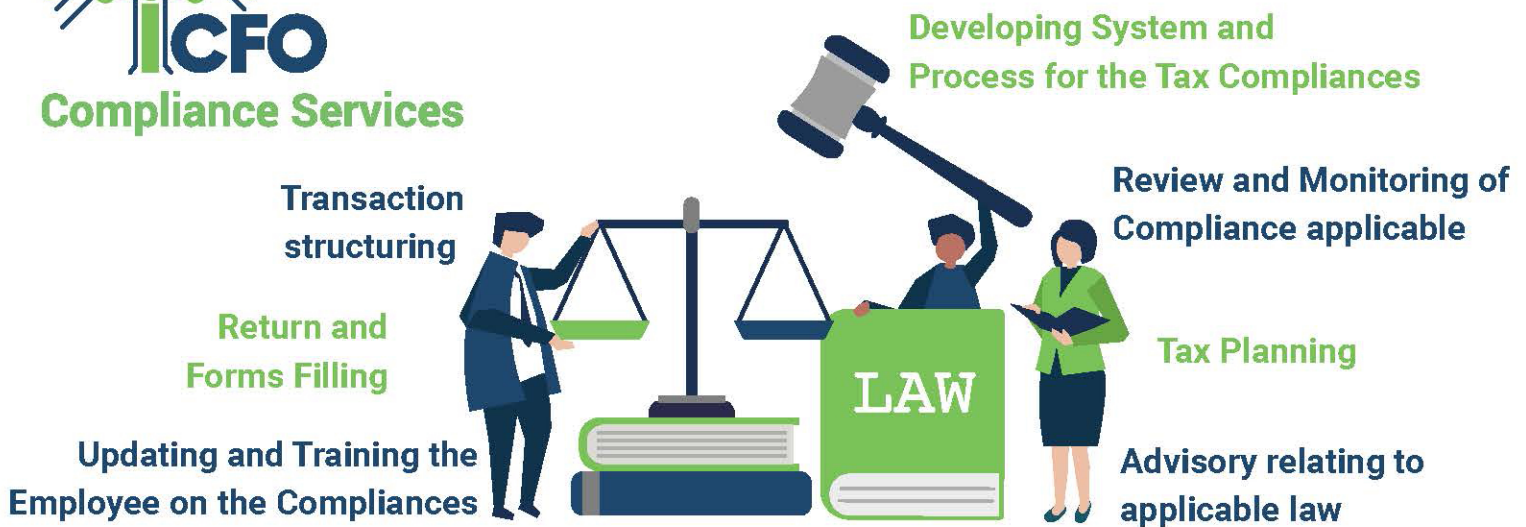 iCFO
Compliance Services
Transaction
structuring
Return and
Forms Filling
Updating and Training the
Employee on the Compliances
Developing System and
Process for the Tax Compliances
Review and Monitoring of
Compliance applicable
Tax Planning
Advisory relating to
applicable law
LAW